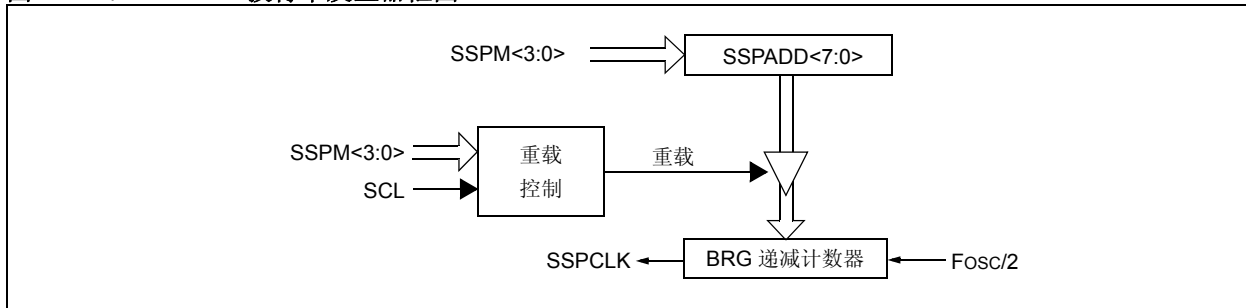 SSPM<3:0>
SSPADD<7:0>
SSPM<3:0>
SCL
重载
控制
重载
SSPCLK
BRG 递减计数器
Fosc/2